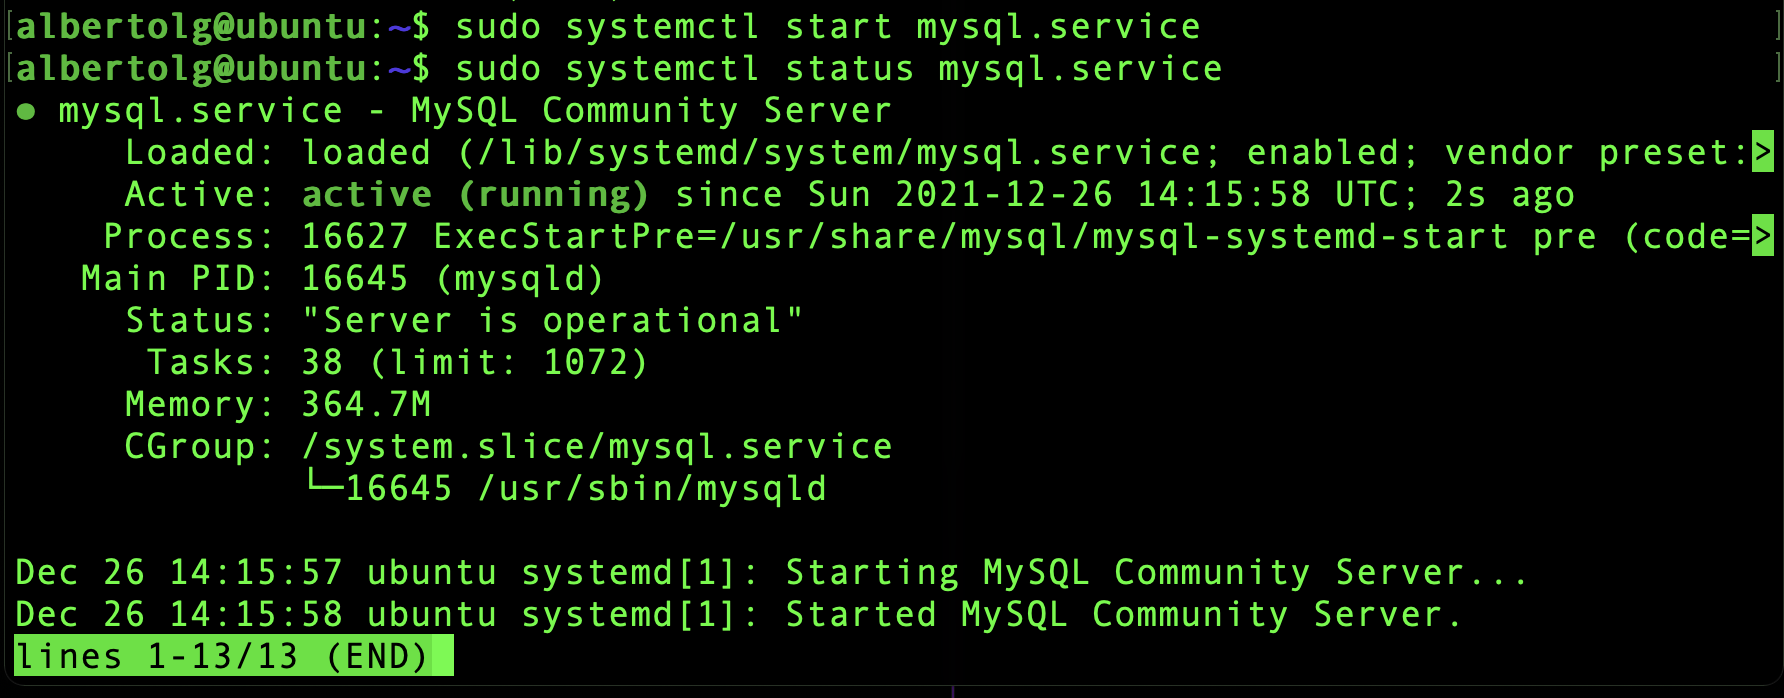 [albertolg@ubuntu:~$ sudo systemctl start mysql.service ]
[albertolg@ubuntu:~$ sudo systemctl status mysql.service ]
● mysql.service - MySQL Community Server
     Loaded: loaded (/lib/systemd/system/mysql.service; enabled; vendor preset:>
     Active: active (running) since Sun 2021-12-26 14:15:58 UTC; 2s ago
    Process: 16627 ExecStartPre=/usr/share/mysql/mysql-systemd-start pre (code=>
   Main PID: 16645 (mysqld)
     Status: "Server is operational"
      Tasks: 38 (limit: 1072)
     Memory: 364.7M
     CGroup: /system.slice/mysql.service
             └─16645 /usr/sbin/mysqld
Dec 26 14:15:57 ubuntu systemd[1]: Starting MySQL Community Server...
Dec 26 14:15:58 ubuntu systemd[1]: Started MySQL Community Server.
lines 1-13/13 (END)